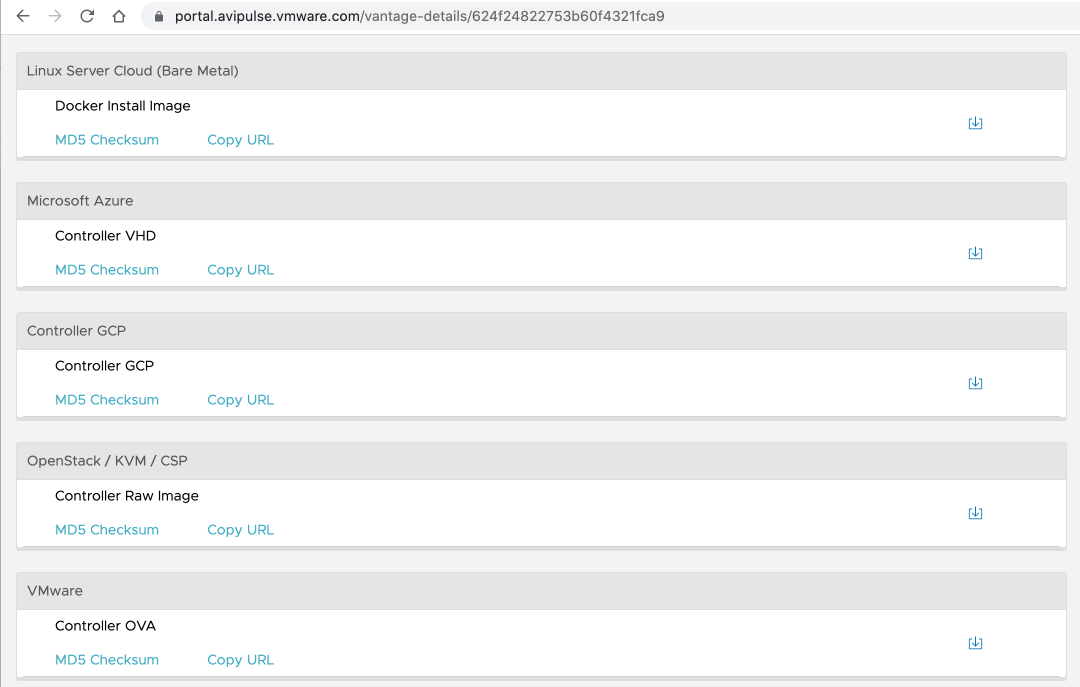 portal.avipulse.vmware.com/vantage-details/624f24822753b60f4321fca9
Linux Server Cloud (Bare Metal)
Docker Install Image
MD5 Checksum Copy URL
Microsoft Azure
Controller VHD
MD5 Checksum Copy URL
Controller GCP
Controller GCP
MD5 Checksum Copy URL
OpenStack / KVM / CSP
Controller Raw Image
MD5 Checksum Copy URL
VMware
Controller OVA
MD5 Checksum Copy URL